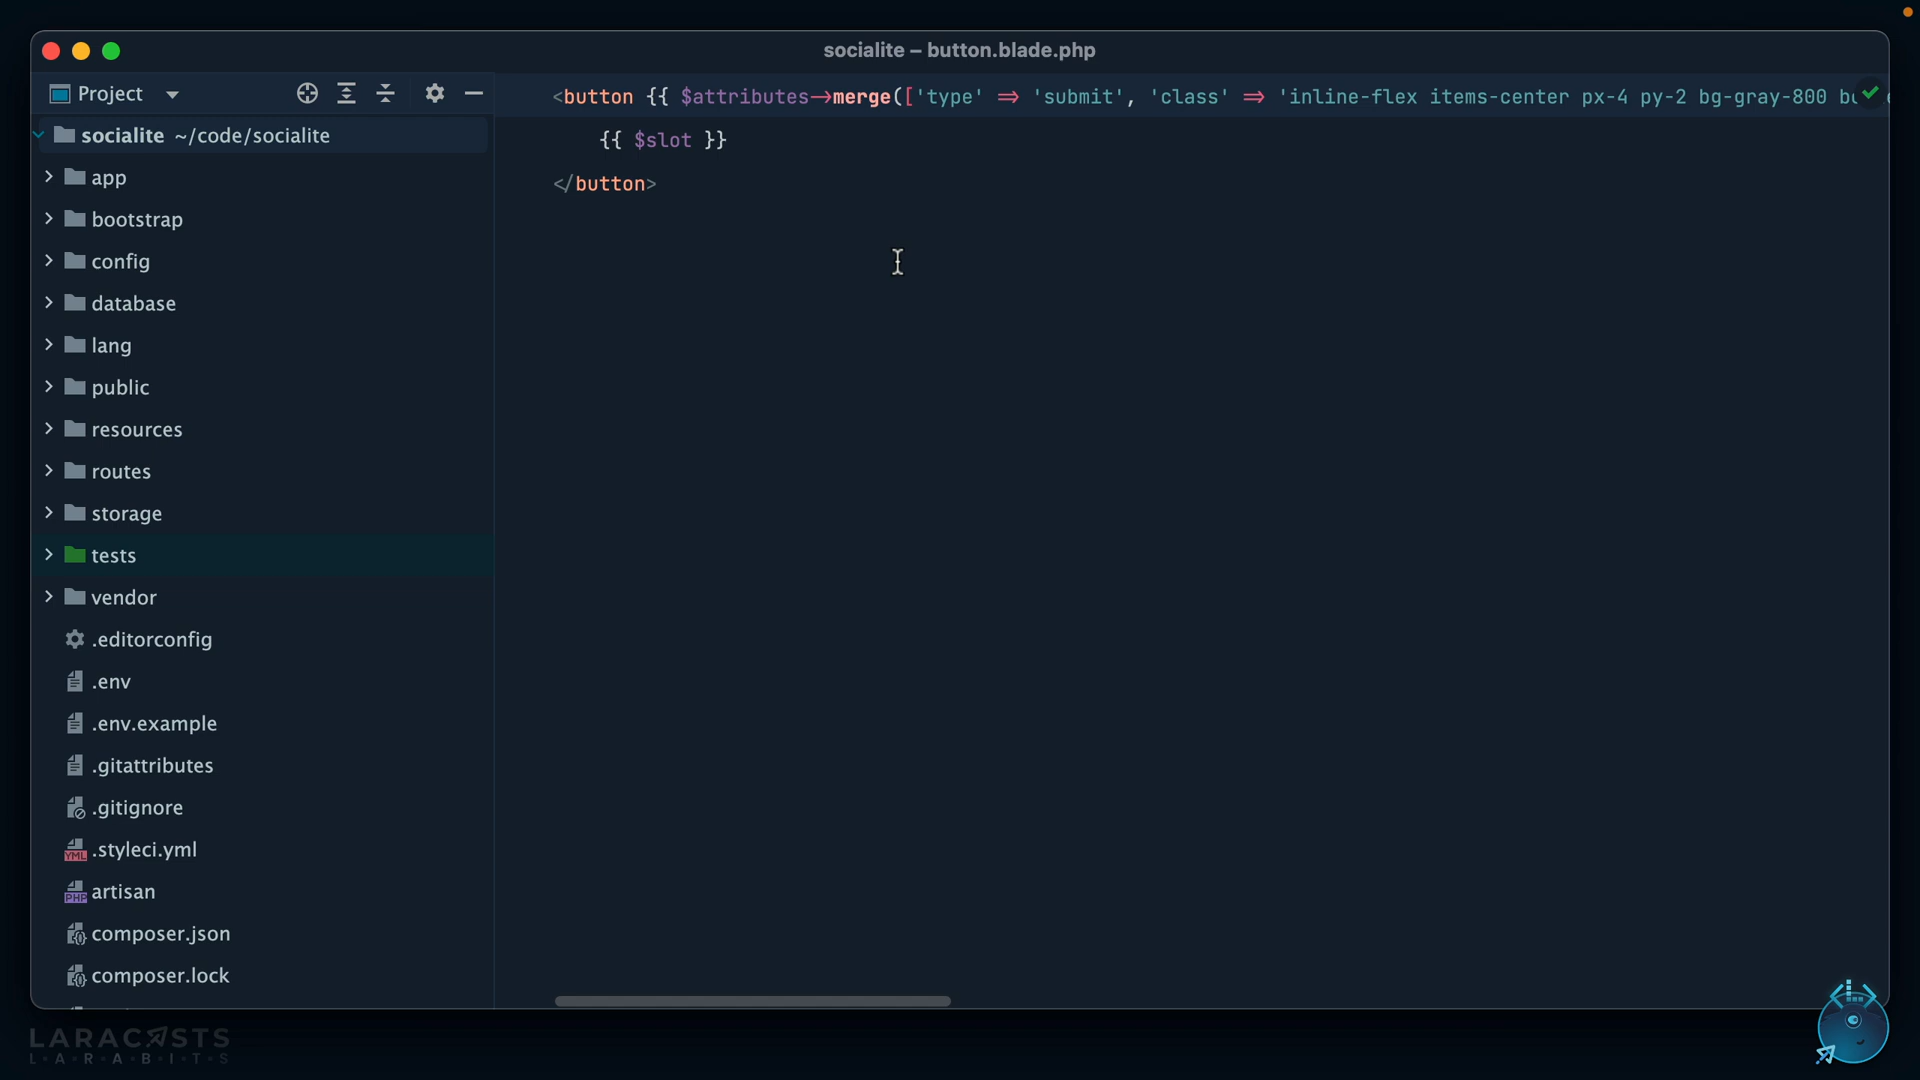 socialite – button.blade.php
Project
socialite ~/code/socialite
app
bootstrap
config
database
lang
public
resources
routes
storage
tests
vendor
.editorconfig
.env
.env.example
.gitattributes
.gitignore
YML .styleci.yml
PHP artisan
composer.json
composer.lock
<button {{ $attributes->merge(['type' => 'submit', 'class' => 'inline-flex items-center px-4 py-2 bg-gray-800
{{ $slot }}
</button>
LARACASTS
L·A·R·A·B·I·T·S